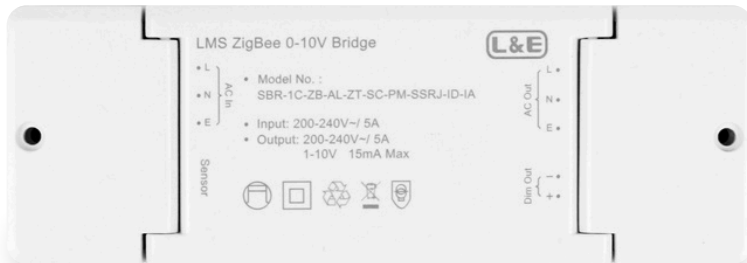 LMS ZigBee 0-10V Bridge
L&E
• L
• N
• E
AC In
Sensor
• Model No. :
SBR-1C-ZB-AL-ZT-SC-PM-SSRJ-ID-IA
• Input: 200-240V~/ 5A
• Output: 200-240V~/ 5A
1-10V 15mA Max
AC Out
L •
N •
E •
Dim Out
- •
+ •